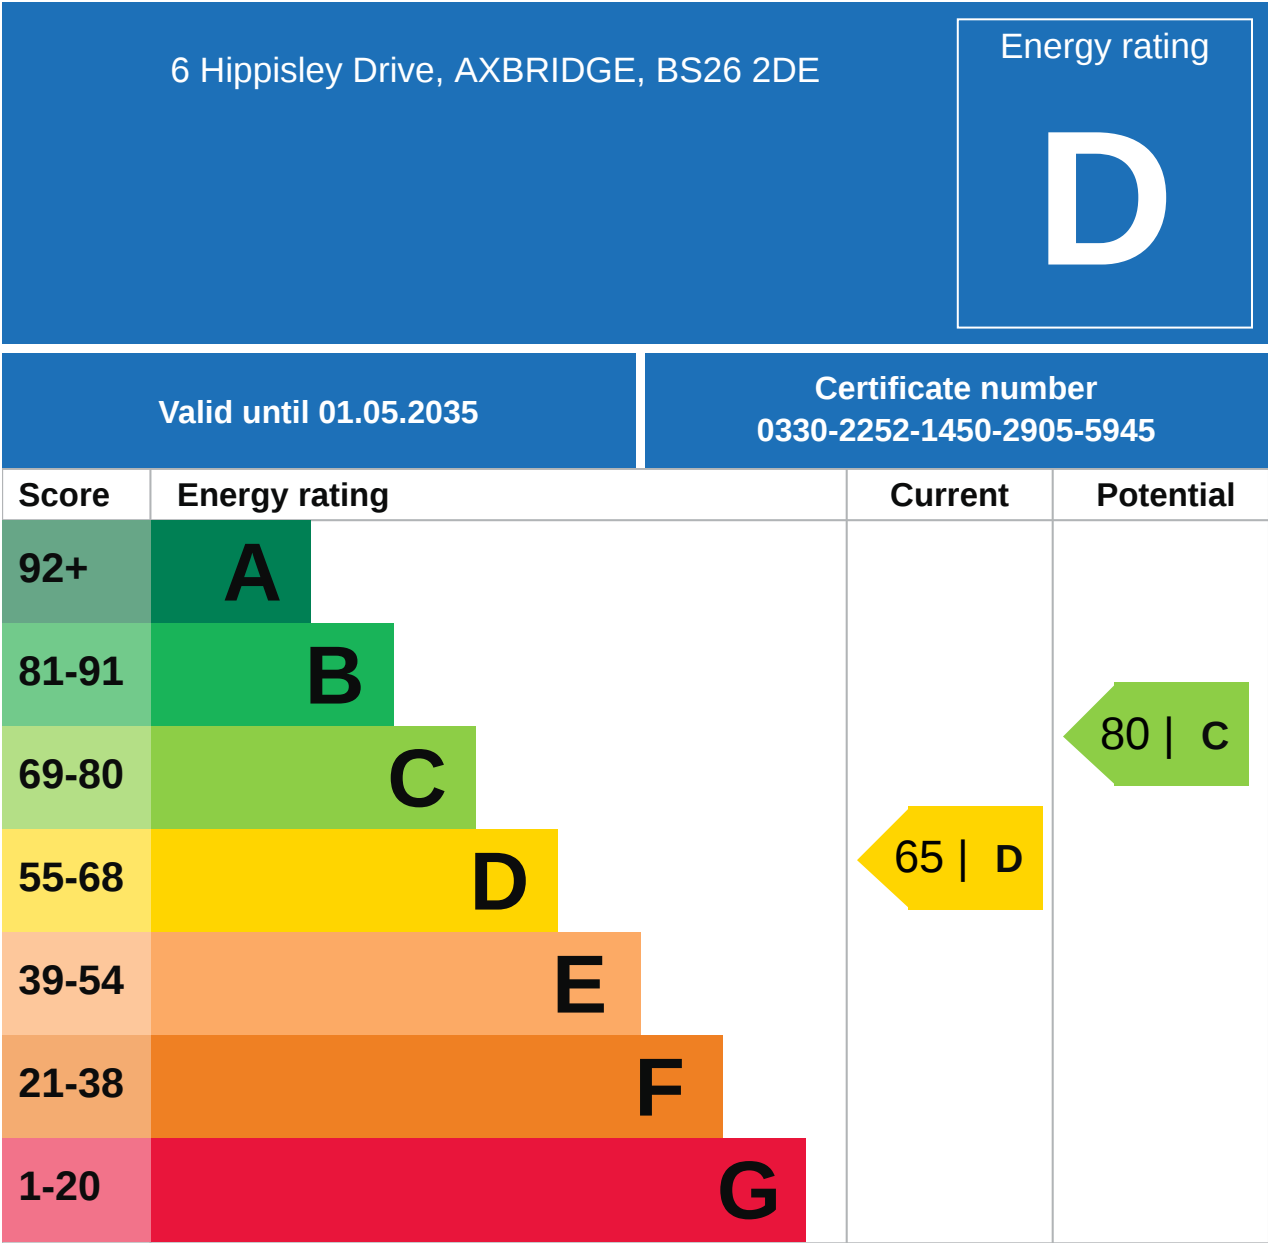 6 Hippisley Drive, AXBRIDGE, BS26 2DE
Energy rating
D
Valid until 01.05.2035
Certificate number
0330-2252-1450-2905-5945
Score Energy rating Current Potential
92+ A
81-91 B
69-80 C
80 | C
55-68 D
65 | D
39-54 E
21-38 F
1-20 G